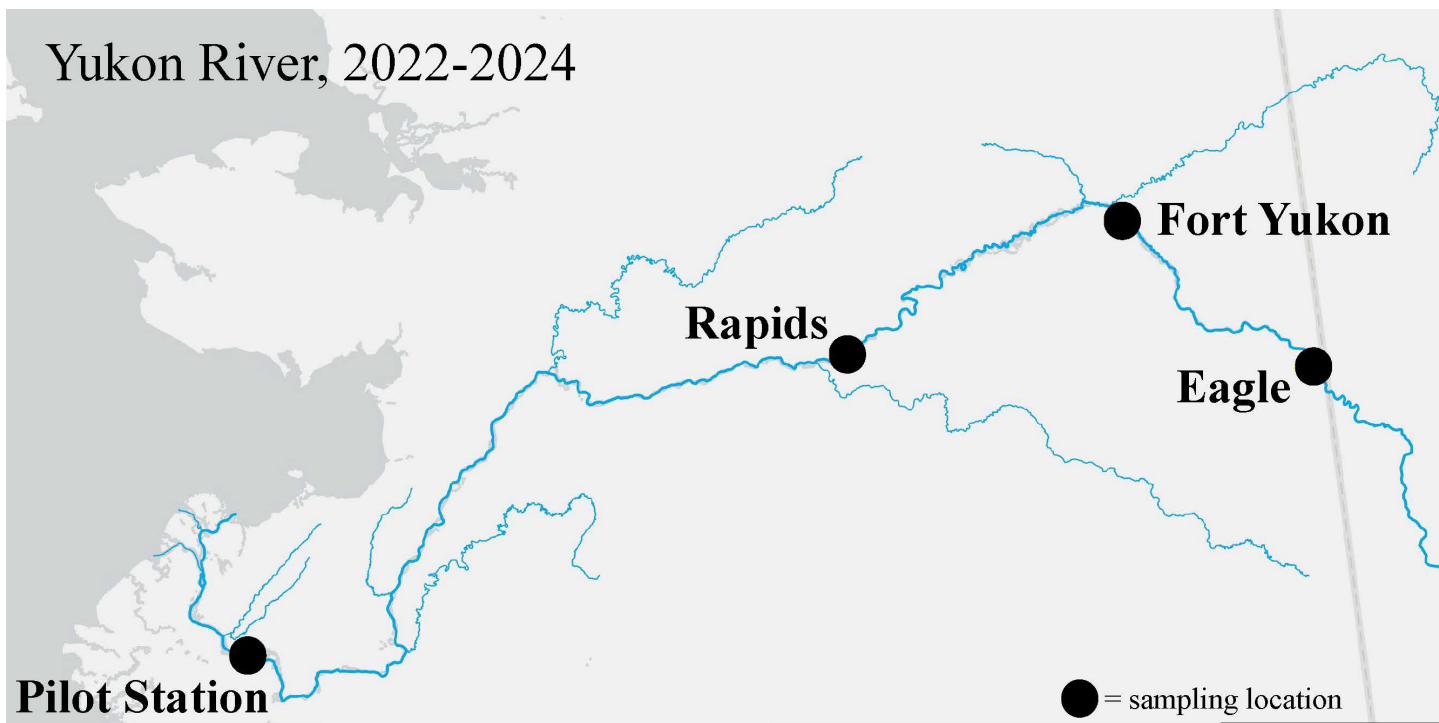 Yukon River, 2022-2024
Fort Yukon
Rapids
Eagle
Pilot Station
= sampling location